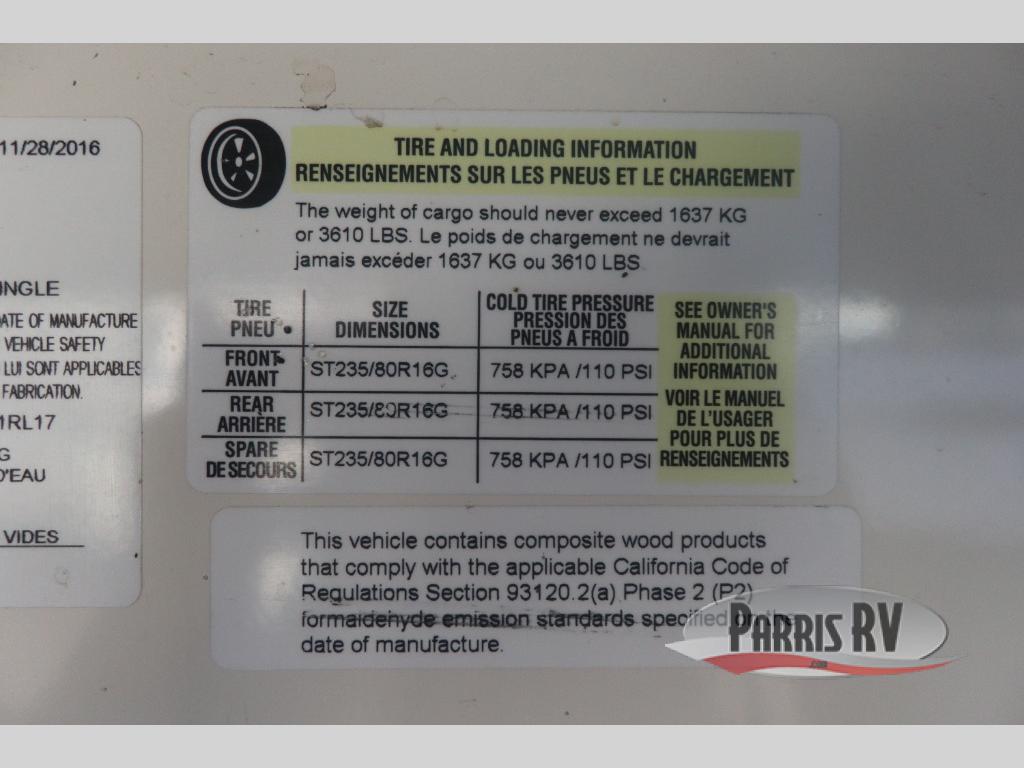 11/28/2016
INGLE
ATE OF MANUFACTURE
VEHICLE SAFETY
LUI SONT APPLICABLES
FABRICATION.
1RL17
G
D'EAU
VIDES
TIRE AND LOADING INFORMATION
RENSEIGNEMENTS SUR LES PNEUS ET LE CHARGEMENT
The weight of cargo should never exceed 1637 KG
or 3610 LBS. Le poids de chargement ne devrait
jamais excéder 1637 KG ou 3610 LBS
TIRE SIZE COLD TIRE PRESSURE
PNEU DIMENSIONS PRESSION DES
PNEUS A FROID
FRONT ST235/80R16G 758 KPA /110 PSI
AVANT
REAR ST235/80R16G 758 KPA /110 PSI
ARRIÈRE
SPARE ST235/80R16G 758 KPA /110 PSI
DE SECOURS
SEE OWNER'S
MANUAL FOR
ADDITIONAL
INFORMATION
VOIR LE MANUEL
DE L'USAGER
POUR PLUS DE
RENSEIGNEMENTS
This vehicle contains composite wood products
that comply with the applicable California Code of
Regulations Section 93120.2(a) Phase 2 (P2)
formaldehyde emission standards specified on the
date of manufacture.
PARRIS RV
.com